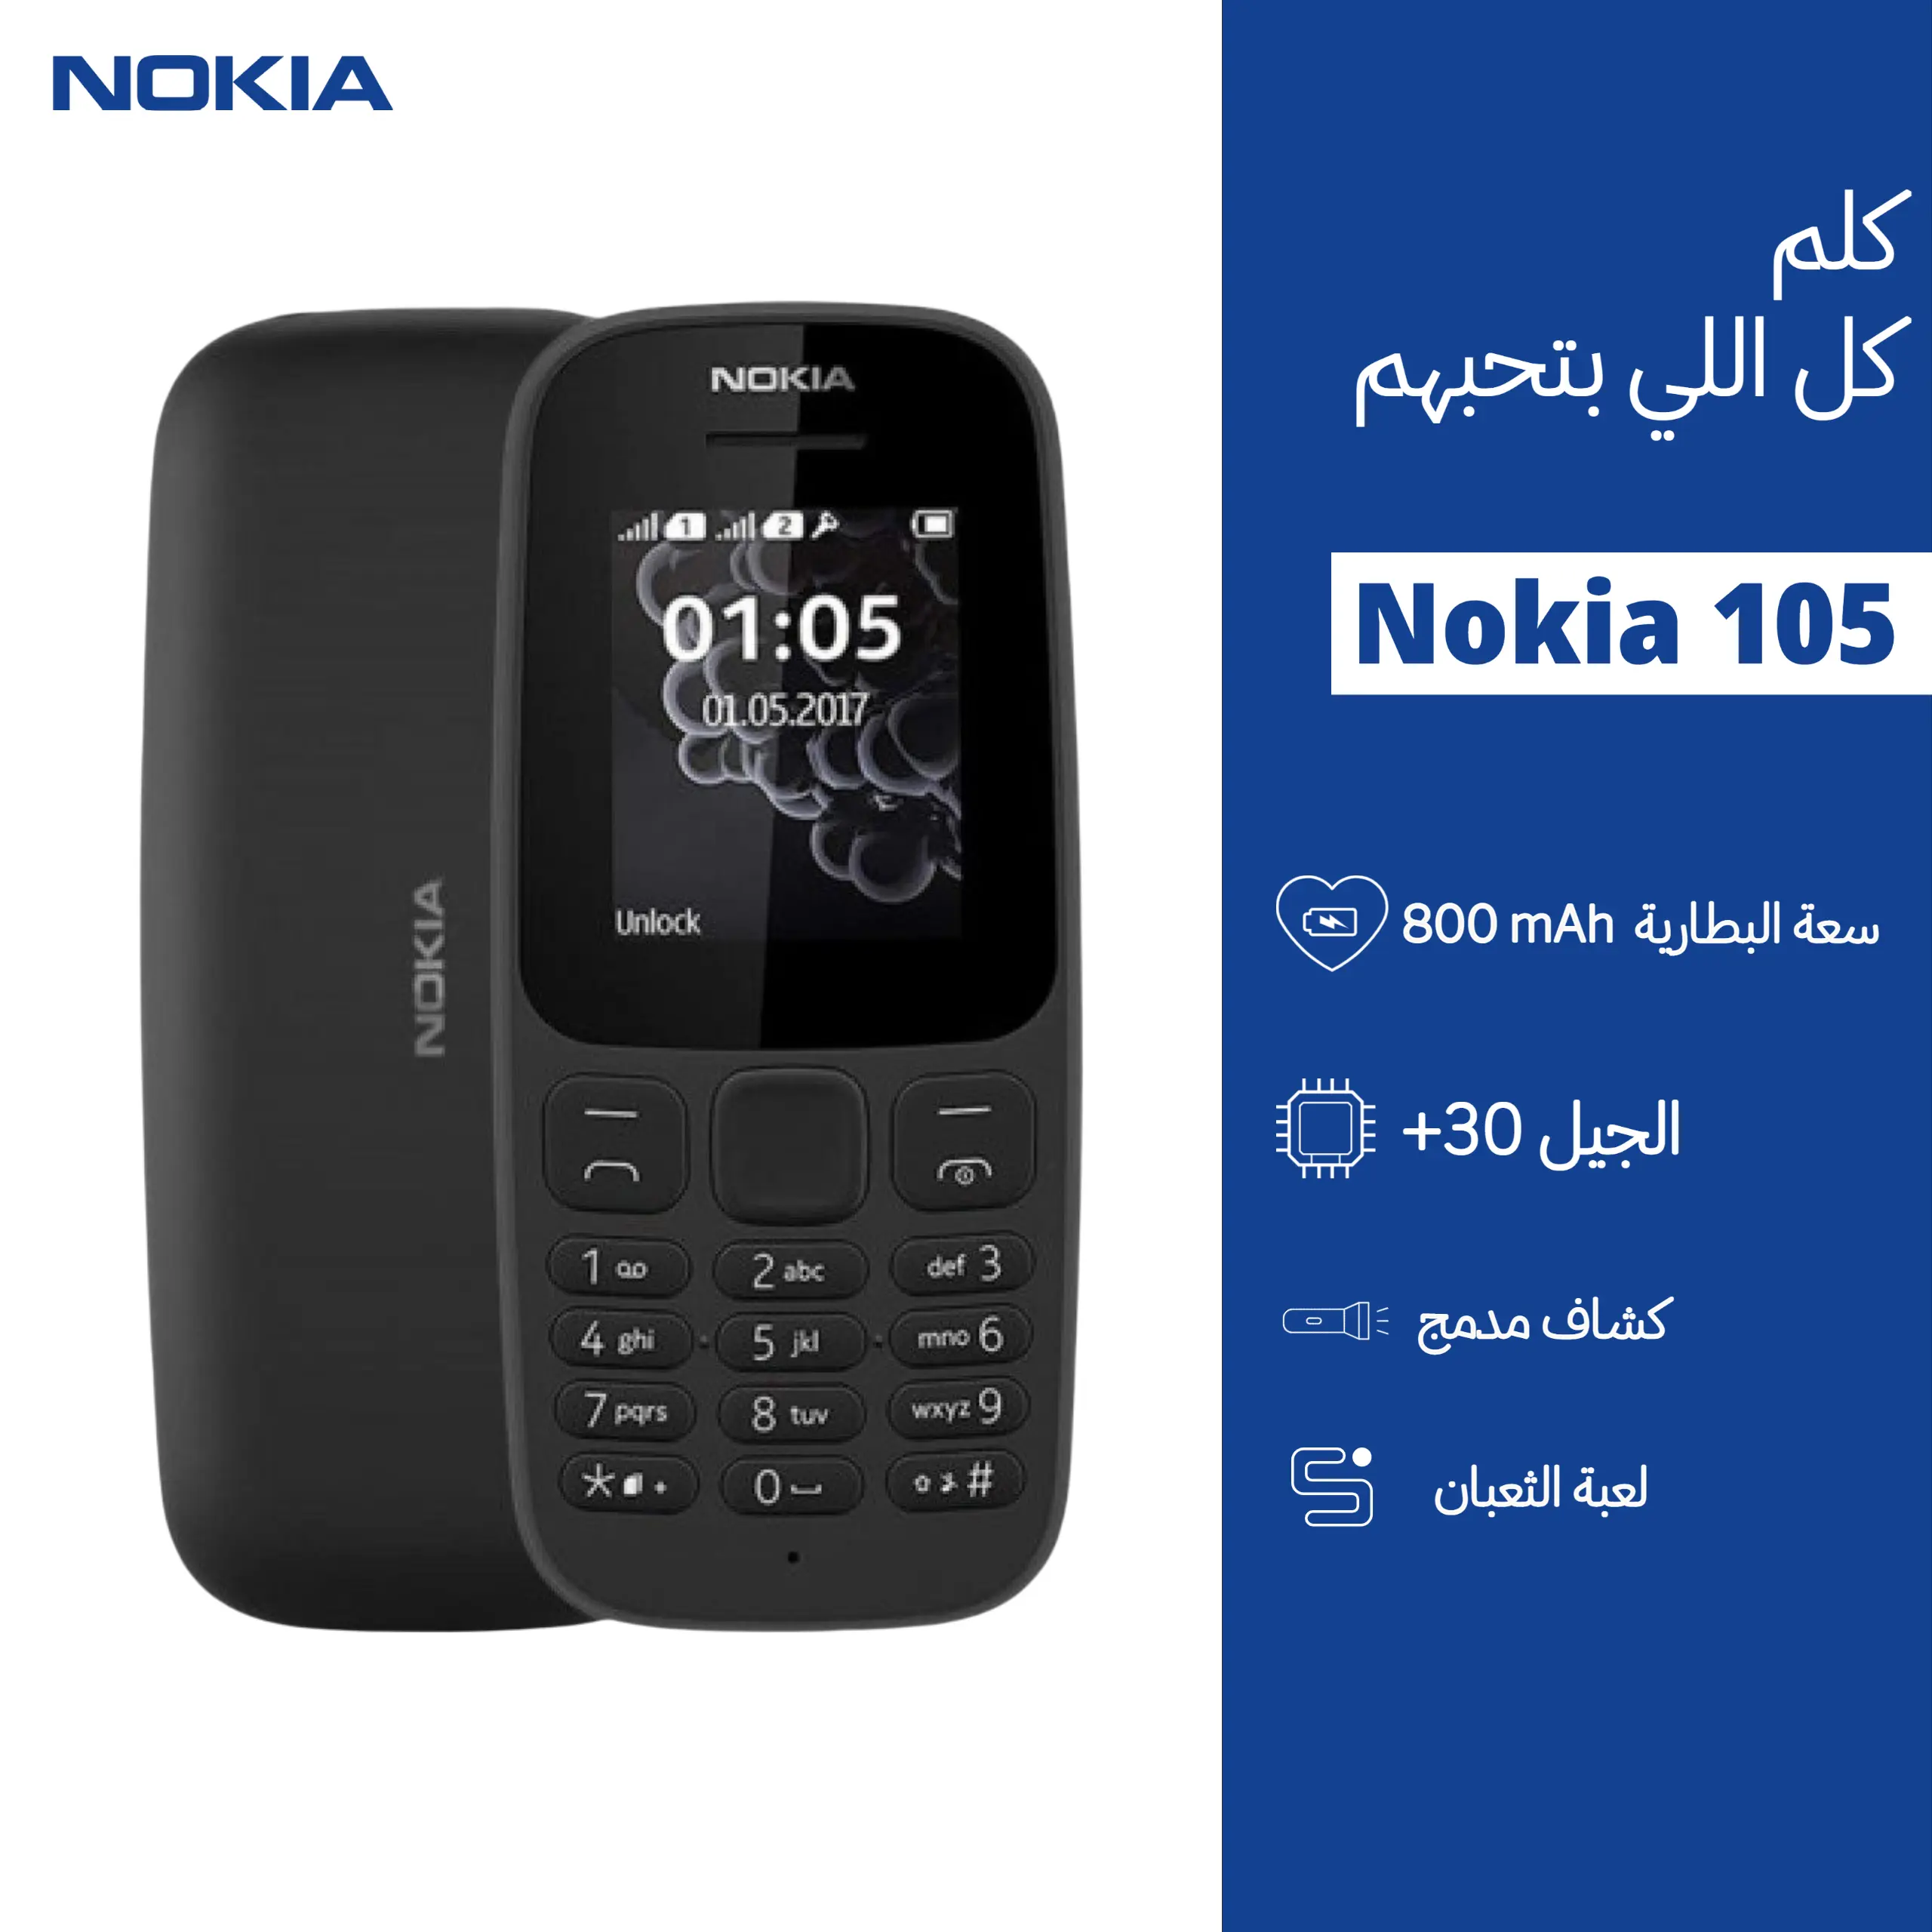 NOKIA
كلم
كل اللي بتحبهم
Nokia 105
سعة البطارية 800 mAh
الجيل 30+
كشاف مدمج
لعبة الثعبان
NOKIA
1 2
01:05
01.05.2017
Unlock
NOKIA
1 2 abc def 3
4 ghi 5 jkl mno 6
7 pqrs 8 tuv wxyz 9
* + 0 #